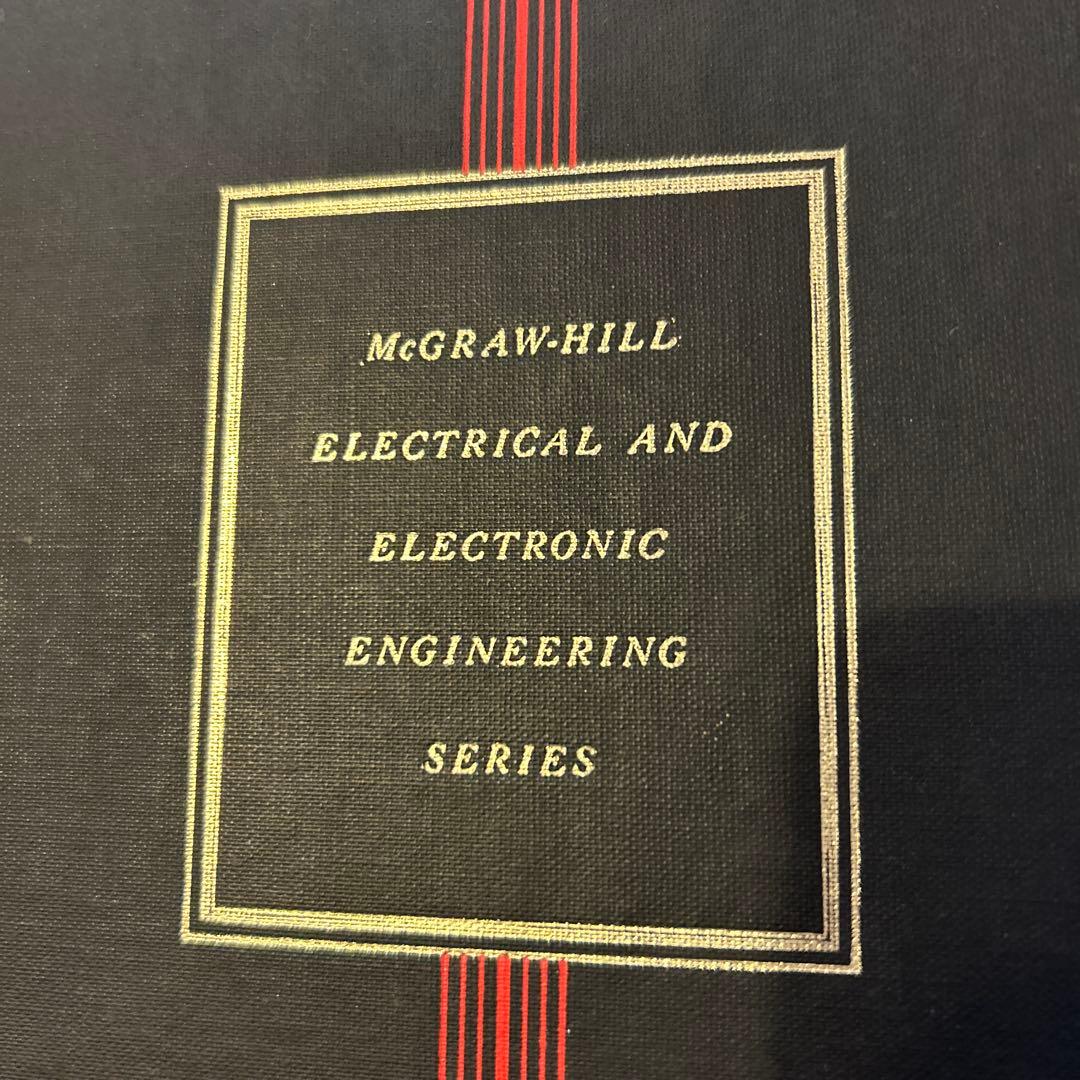 McGRAW-HILL
ELECTRICAL AND
ELECTRONIC
ENGINEERING
SERIES